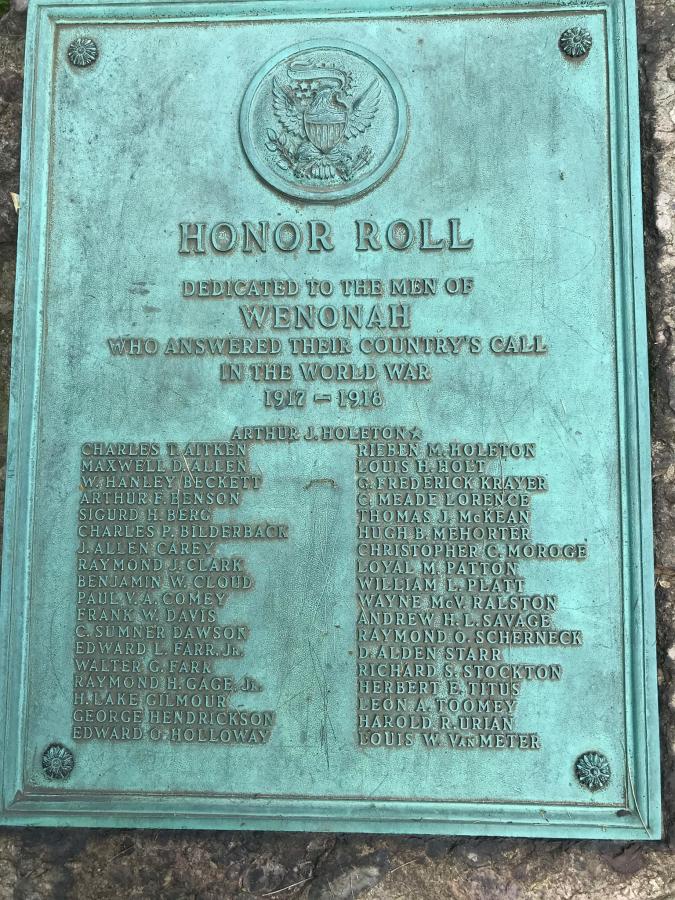 HONOR ROLL
DEDICATED TO THE MEN OF
WENONAH
WHO ANSWERED THEIR COUNTRY'S CALL
IN THE WORLD WAR
1917 – 1918
ARTHUR J. HOLETON ★
CHARLES T. AITKEN
MAXWELL D. ALLEN
W. HANLEY BECKETT
ARTHUR F. BENSON
SIGURD H. BERG
CHARLES P. BILDERBACK
J. ALLEN CAREY
RAYMOND J. CLARK
BENJAMIN W. CLOUD
PAUL V. A. COMEY
FRANK W. DAVIS
C. SUMNER DAWSON
EDWARD L. FARR, JR.
WALTER G. FARR
RAYMOND H. GAGE, JR.
H. LAKE GILMOUR
GEORGE HENDRICKSON
EDWARD O. HOLLOWAY
RIEBEN M. HOLETON
LOUIS H. HOLT
G. FREDERICK KRAYER
C. MEADE LORENCE
THOMAS J. MCKEAN
HUGH B. MEHORTER
CHRISTOPHER C. MOROGE
LOYAL M. PATTON
WILLIAM L. PLATT
WAYNE MCV. RALSTON
ANDREW H. L. SAVAGE
RAYMOND O. SCHERNECK
D. ALDEN STARR
RICHARD S. STOCKTON
HERBERT E. TITUS
LEON A. TOOMEY
HAROLD R. URIAN
LOUIS W. VAN METER